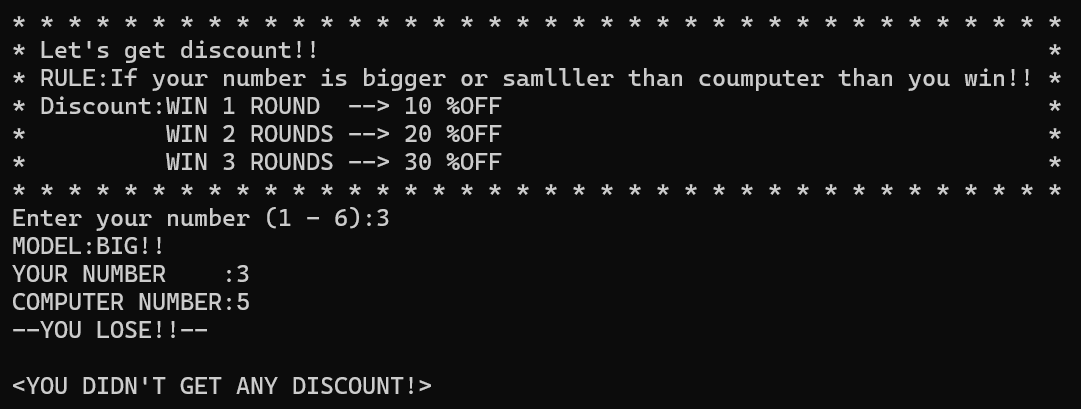 * * * * * * * * * * * * * * * * * * * * * * * * * * * * * * * * * * * * * *
* Let's get discount!!                                                    *
* RULE:If your number is bigger or samlller than coumputer than you win!! *
* Discount:WIN 1 ROUND  --> 10 %OFF                                       *
*          WIN 2 ROUNDS --> 20 %OFF                                       *
*          WIN 3 ROUNDS --> 30 %OFF                                       *
* * * * * * * * * * * * * * * * * * * * * * * * * * * * * * * * * * * * * *
Enter your number (1 - 6):3
MODEL:BIG!!
YOUR NUMBER    :3
COMPUTER NUMBER:5
--YOU LOSE!!--

<YOU DIDN'T GET ANY DISCOUNT!>